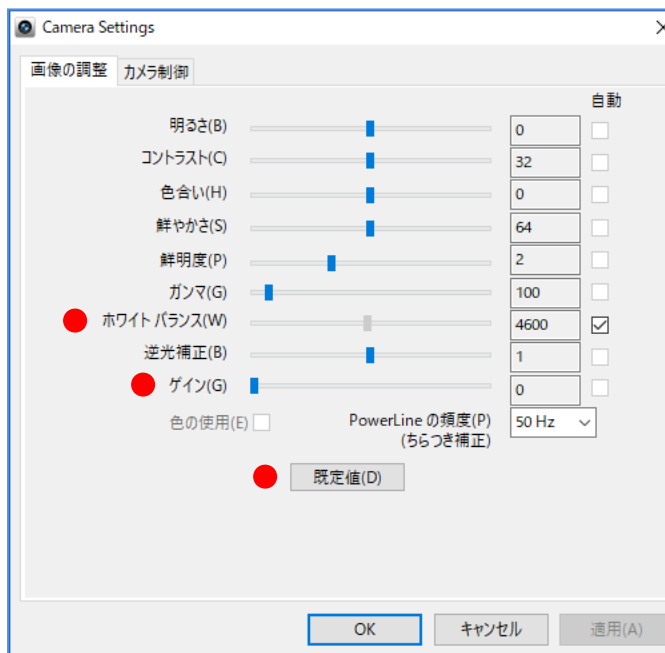 Camera Settings
画像の調整 カメラ制御
自動
明るさ(B) 0
コントラスト(C) 32
色合い(H) 0
鮮やかさ(S) 64
鮮明度(P) 2
ガンマ(G) 100
ホワイト バランス(W) 4600
逆光補正(B) 1
ゲイン(G) 0
色の使用(E) PowerLine の頻度(P) 50 Hz
(ちらつき補正)
既定値(D)
OK キャンセル 適用(A)